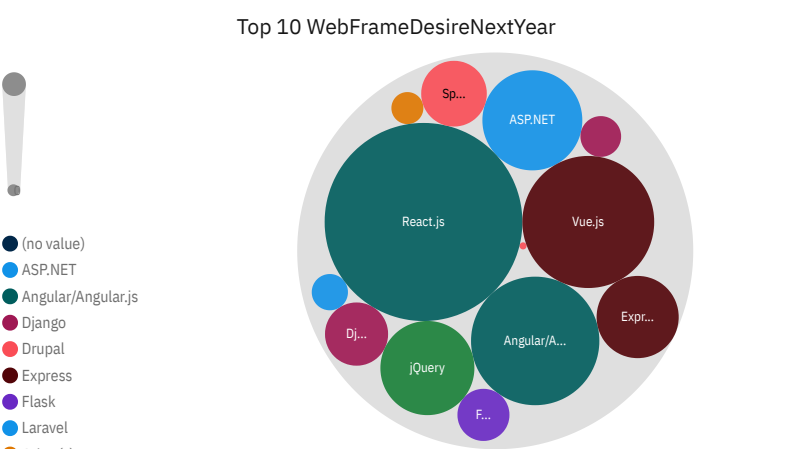 Top 10 WebFrameDesireNextYear
Sp...
ASP.NET
React.js
Vue.js
Expr...
Dj...
Angular/A...
jQuery
F...
(no value)
ASP.NET
Angular/Angular.js
Django
Drupal
Express
Flask
Laravel